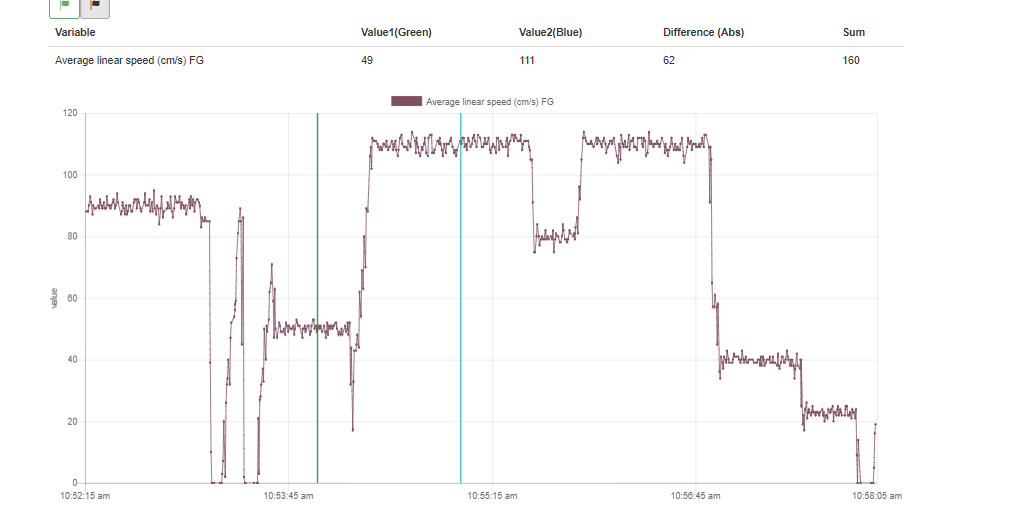 Variable Value1(Green) Value2(Blue) Difference (Abs) Sum
Average linear speed (cm/s) FG 49 111 62 160
Average linear speed (cm/s) FG
120
100
80
60
40
20
0
value
10:52:15 am 10:53:45 am 10:55:15 am 10:56:45 am 10:58:05 am